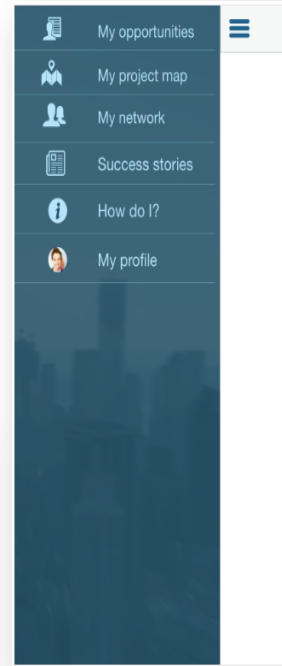 My opportunities
My project map
My network
Success stories
How do I?
My profile